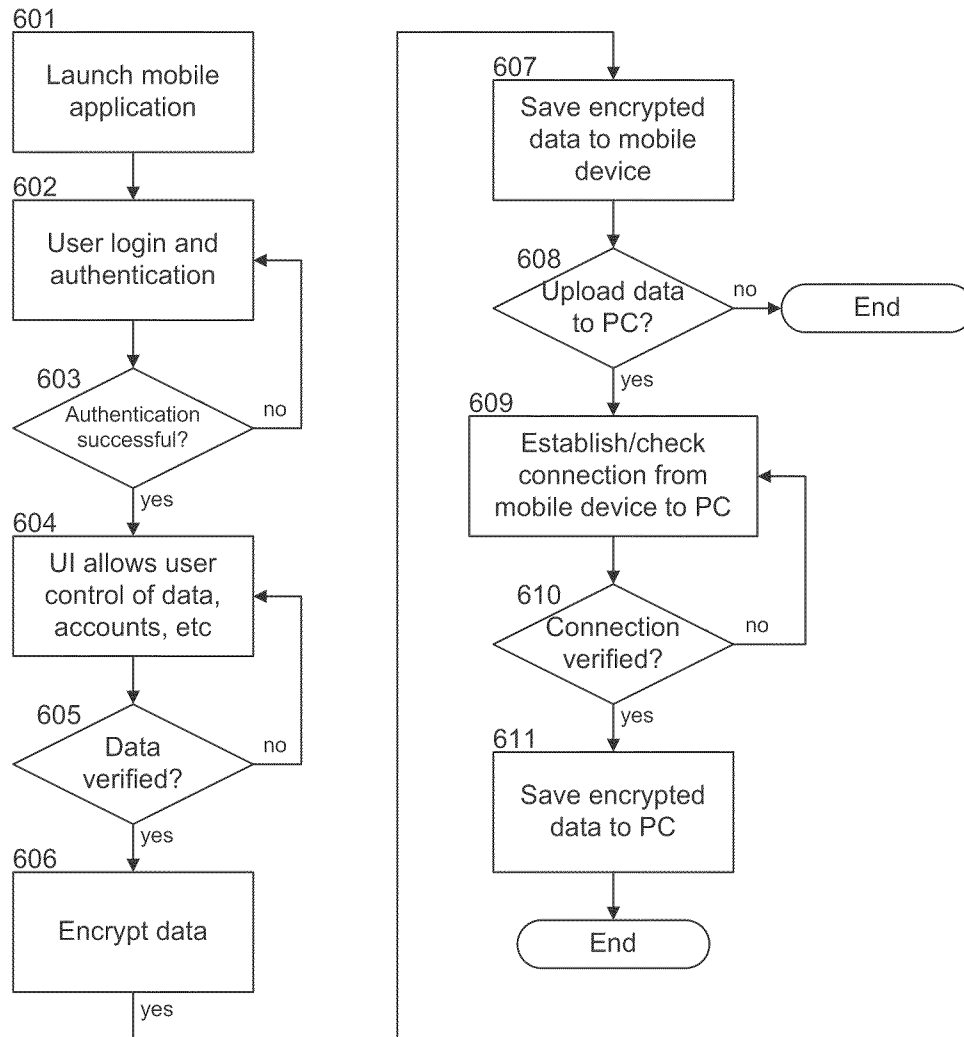 601
Launch mobile
application
602
User login and
authentication
603
Authentication
successful?
no
yes
604
UI allows user
control of data,
accounts, etc
605
Data
verified?
no
yes
606
Encrypt data
yes
607
Save encrypted
data to mobile
device
608
Upload data
to PC?
no
End
yes
609
Establish/check
connection from
mobile device to PC
610
Connection
verified?
no
yes
611
Save encrypted
data to PC
End